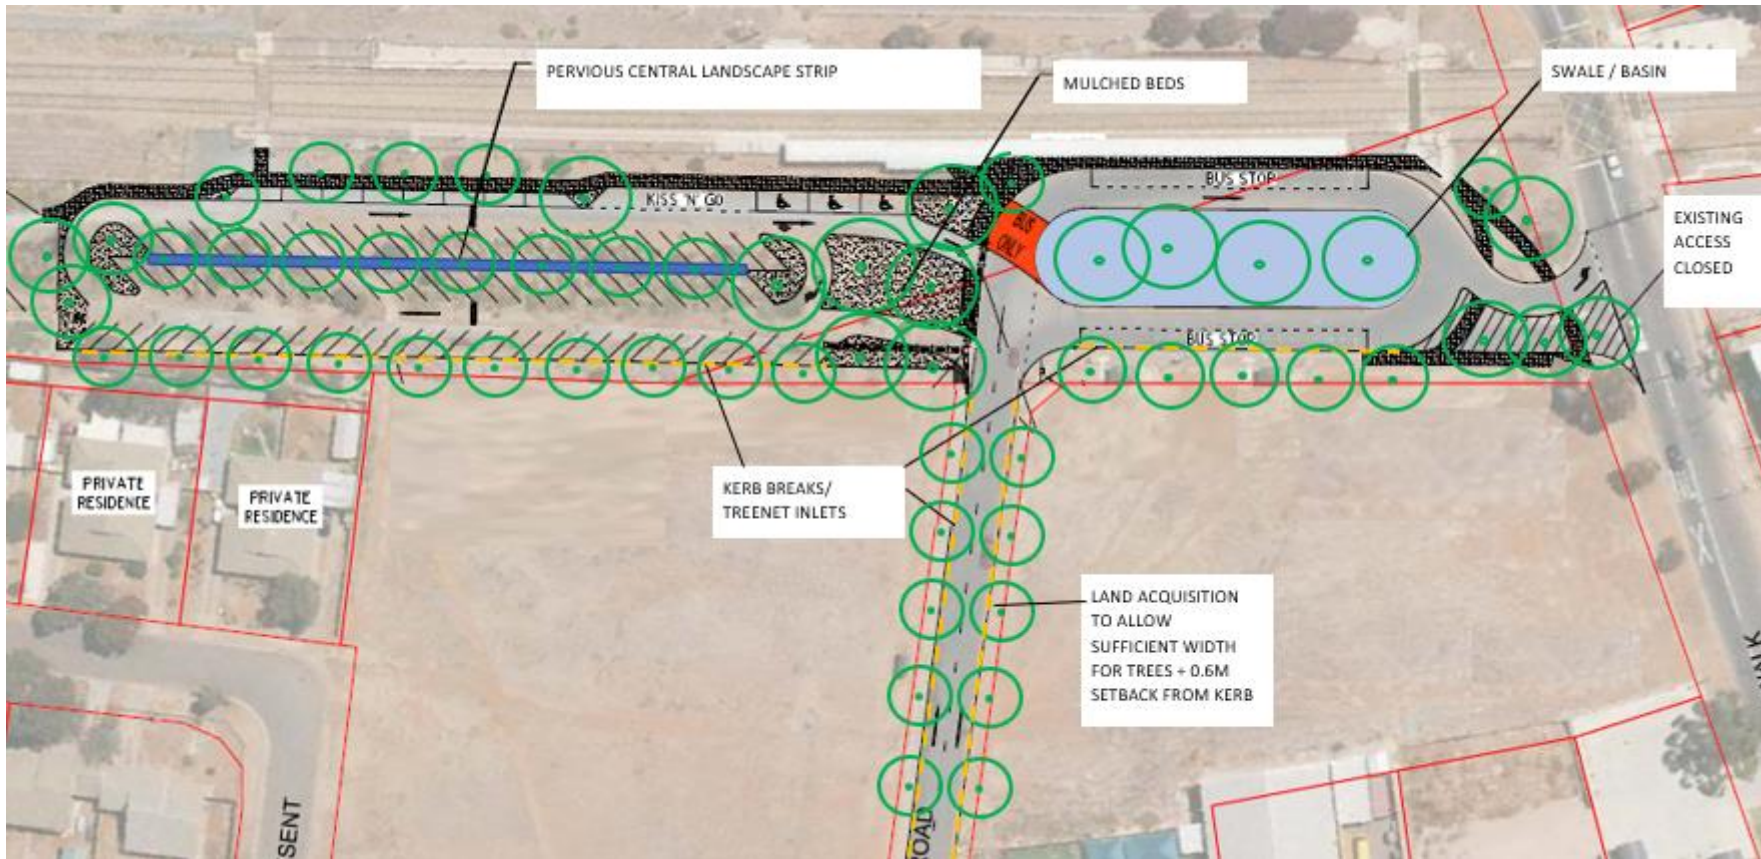 PERVIOUS CENTRAL LANDSCAPE STRIP
MULCHED BEDS
SWALE / BASIN
KISS 'N' GO
BUS STOP
BUS
ONLY
EXISTING
ACCESS
CLOSED
BUS STOP
PRIVATE
RESIDENCE
PRIVATE
RESIDENCE
KERB BREAKS/
TREENET INLETS
LAND ACQUISITION
TO ALLOW
SUFFICIENT WIDTH
FOR TREES + 0.6M
SETBACK FROM KERB
SENT
ROAD